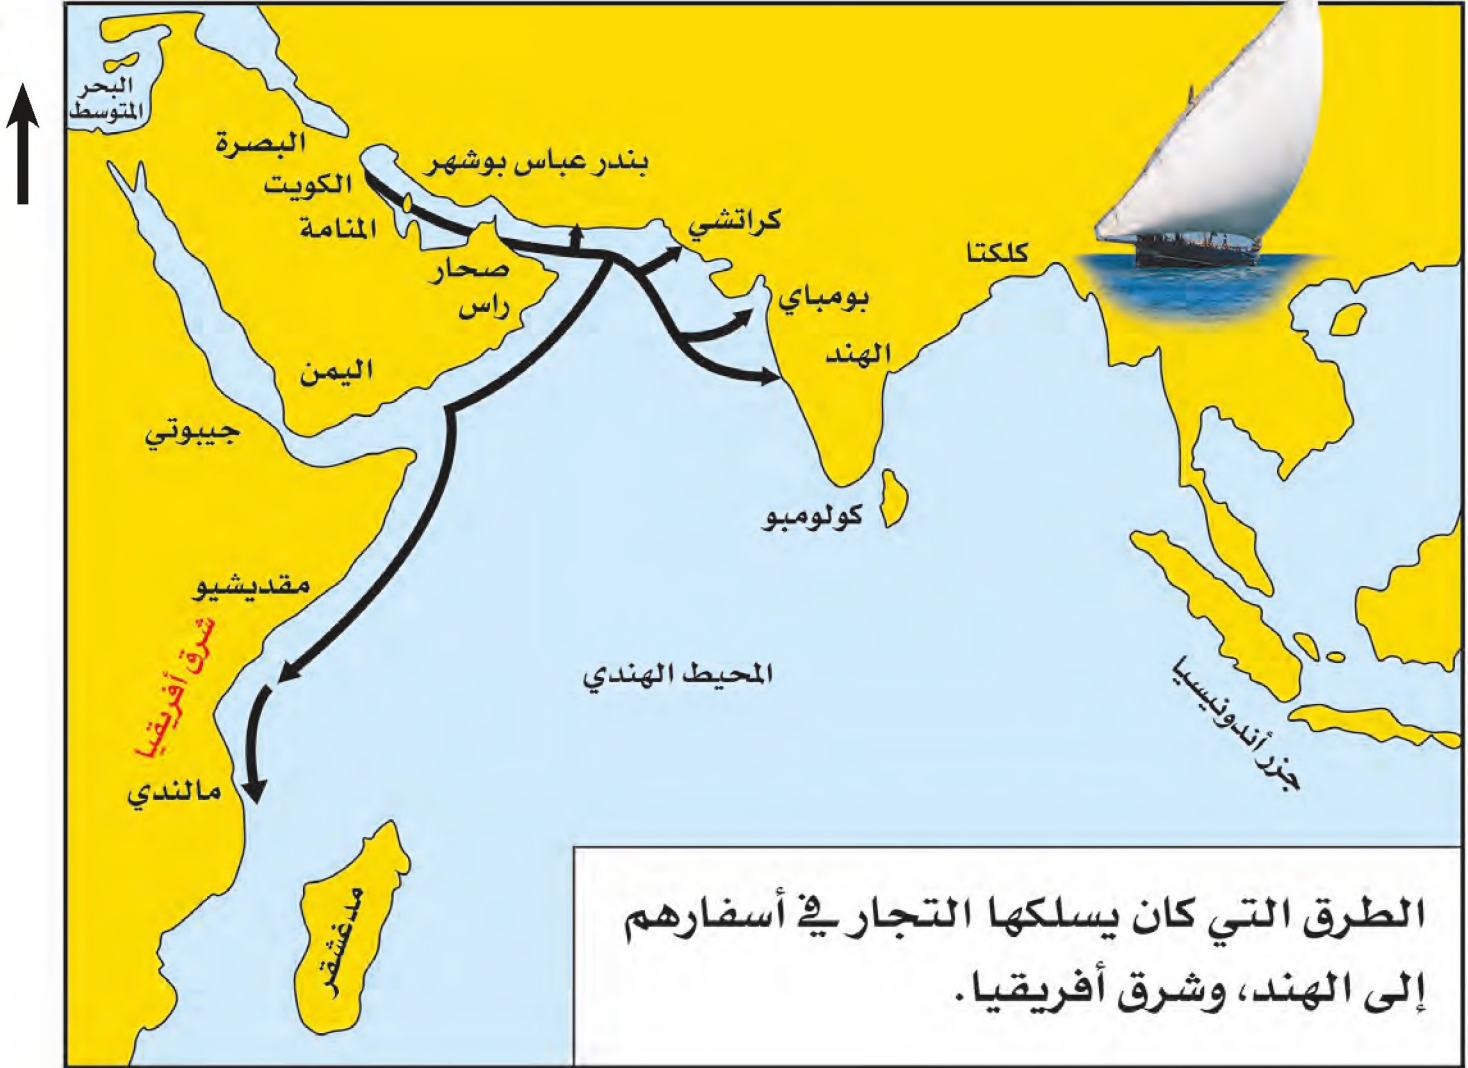 البحر
المتوسط
البصرة
الكويت
المنامة
بندر عباس بوشهر
كراتشي
صحار
راس
بومباي
الهند
كلكتا
اليمن
جيبوتي
كولومبو
مقديشيو
شرق أفريقيا
المحيط الهندي
جزر أندونيسيا
مالندي
مدغشقر
الطرق التي كان يسلكها التجار في أسفارهم
إلى الهند، وشرق أفريقيا.